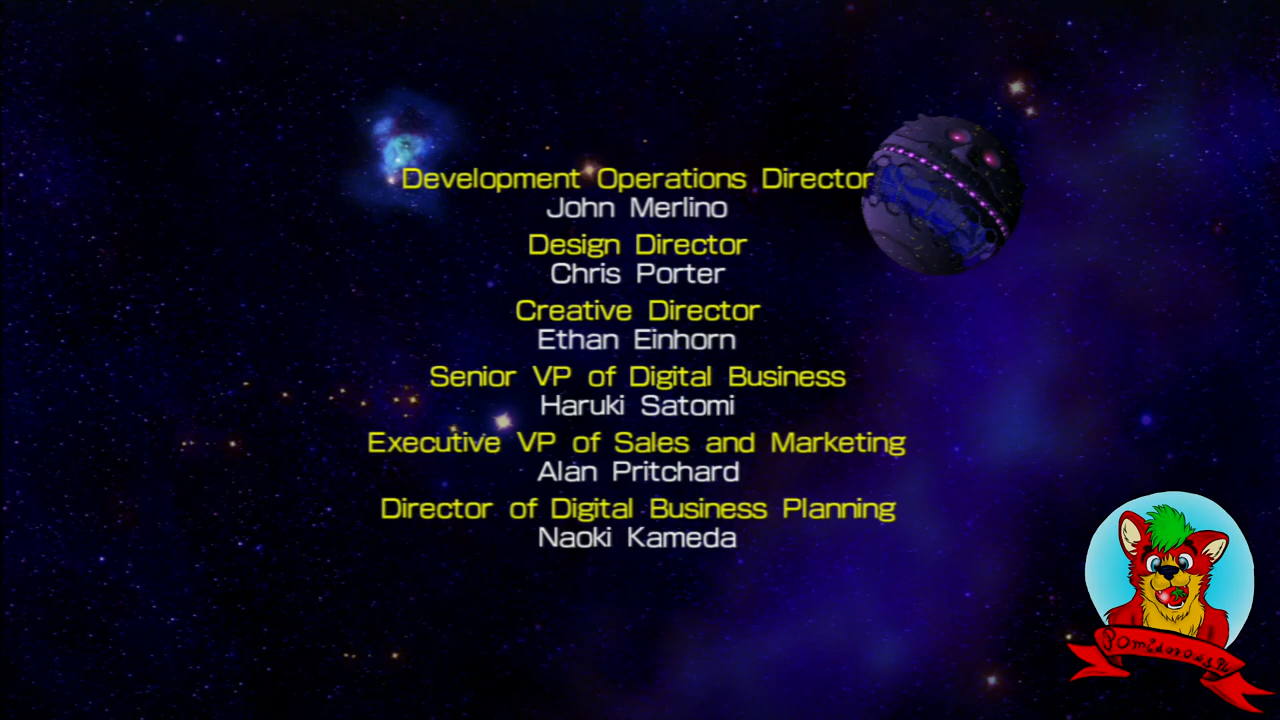 Development Operations Director
John Merlino
Design Director
Chris Porter
Creative Director
Ethan Einhorn
Senior VP of Digital Business
Haruki Satomi
Executive VP of Sales and Marketing
Alan Pritchard
Director of Digital Business Planning
Naoki Kameda